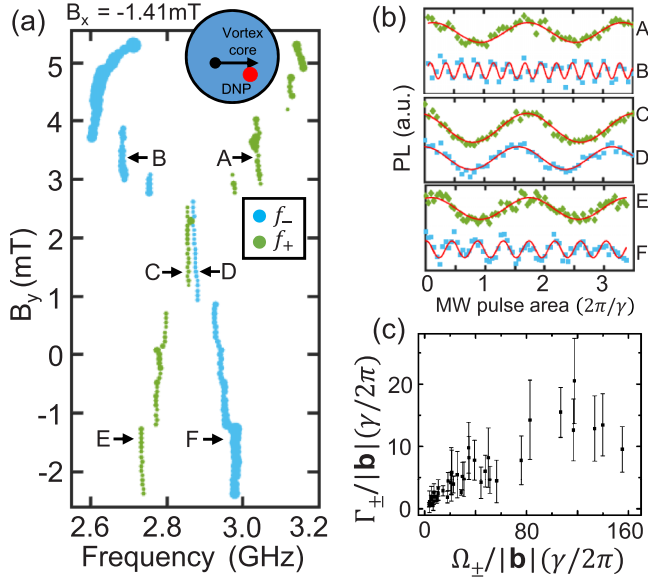 (a)
B_x = -1.41mT
Vortex
core
DNP
5
4
3
2
1
0
-1
-2
B_y (mT)
B
A
f_-
f_+
C
D
E
F
2.6
2.8
3.0
3.2
Frequency (GHz)
(b)
A
B
C
D
E
F
PL (a.u.)
0
1
2
3
MW pulse area (2π/γ)
(c)
20
10
0
Γ_±/|b|(γ/2π)
0
40
80
120
160
Ω_±/|b|(γ/2π)